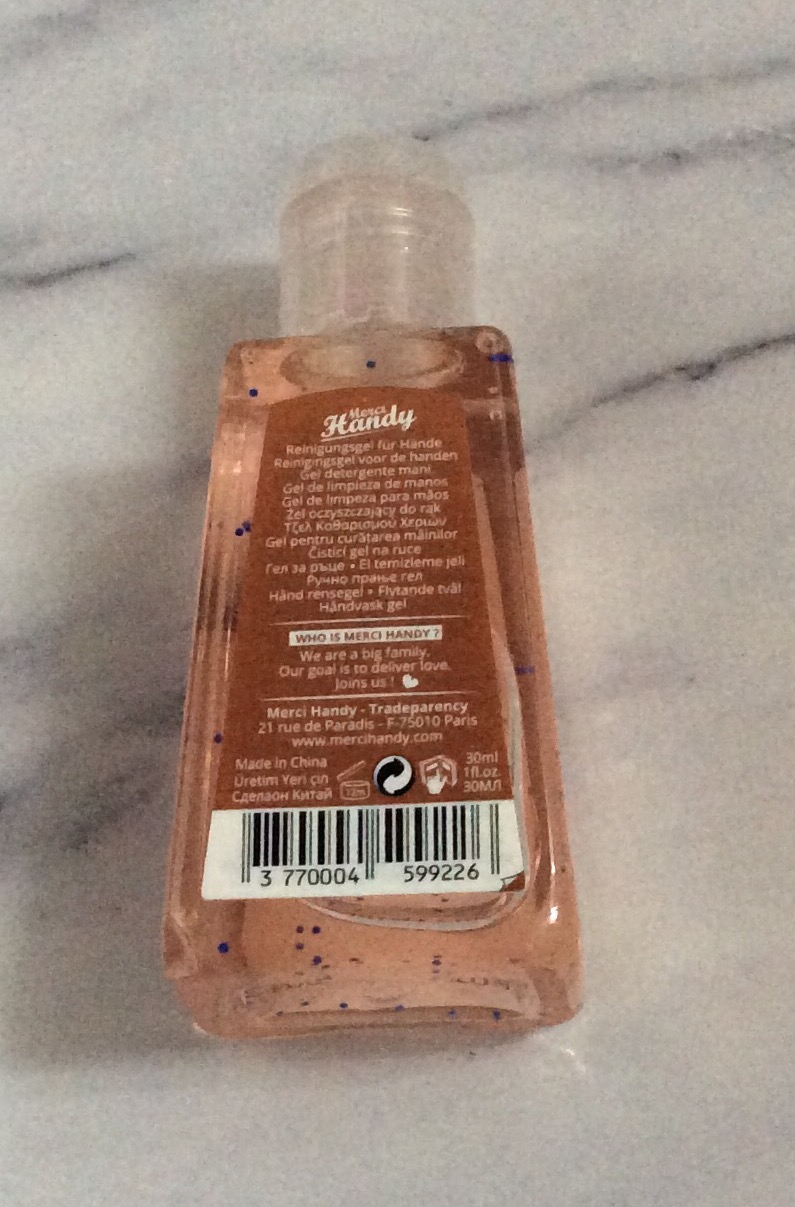 Merci
Handy
Reinigungsgel für Hände
Reinigingsgel voor de handen
Gel detergente mani
Gel de limpieza de manos
Gel de limpeza para mãos
Żel oczyszczający do rąk
Τζελ Καθαρισμού Χεριών
Gel pentru curătarea mâinilor
Čisticí gel na ruce
Гел за ръце • El temizleme jeli
Ручно прање гел
Hånd rensegel • Flytande tvål
Håndvask gel
WHO IS MERCI HANDY ?
We are a big family.
Our goal is to deliver love.
Joins us !
Merci Handy - Tradeparency
21 rue de Paradis - F-75010 Paris
www.mercihandy.com
Made in China
Üretim Yeri çin
Сделаон Китай
12m
30ml
1fl.oz.
30МЛ
3 770004 599226